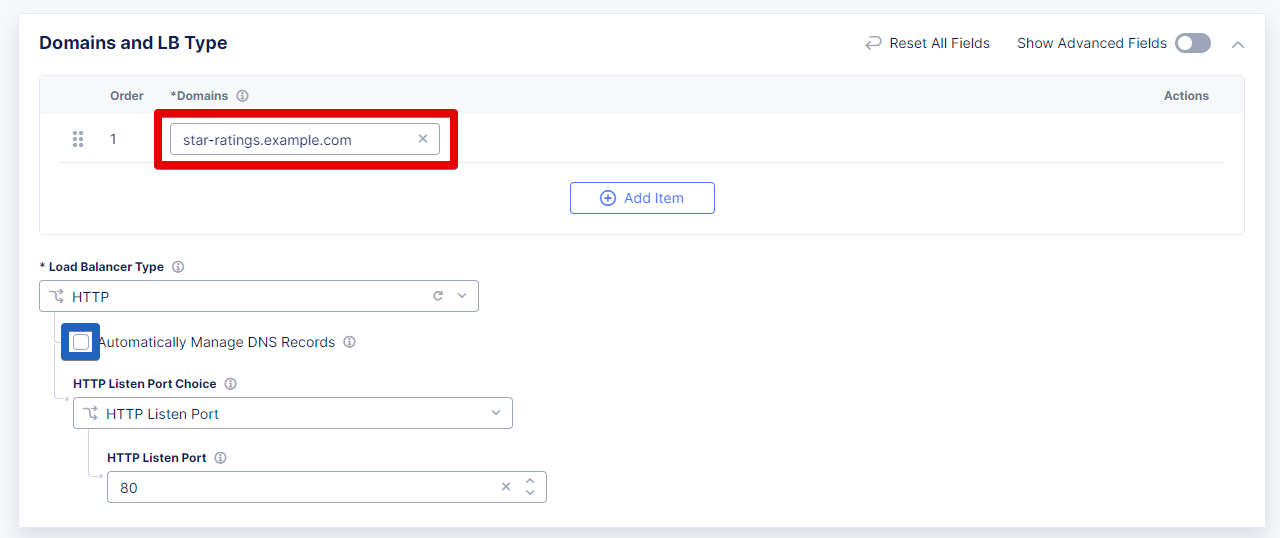 Domains and LB Type
Reset All Fields
Show Advanced Fields
Order
*Domains
Actions
1
star-ratings.example.com
Add Item
* Load Balancer Type
HTTP
Automatically Manage DNS Records
HTTP Listen Port Choice
HTTP Listen Port
HTTP Listen Port
80